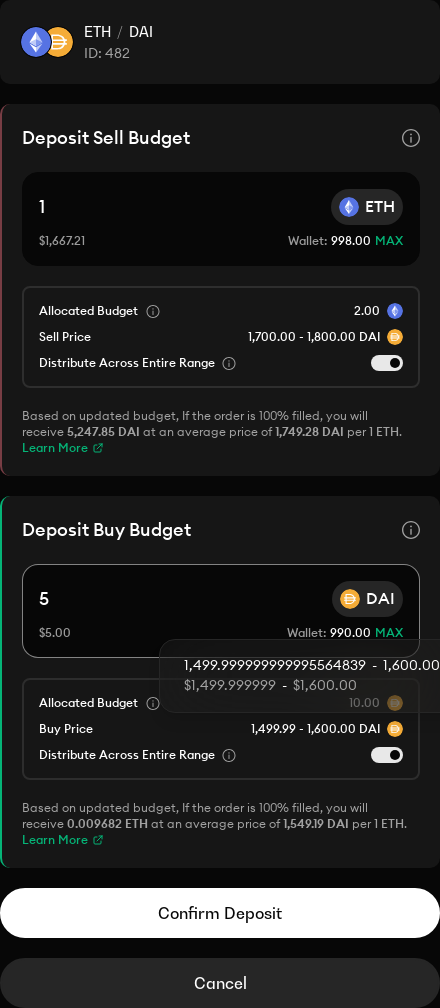 ETH / DAI
ID: 482
Deposit Sell Budget
1
ETH
$1,667.21
Wallet: 998.00 MAX
Allocated Budget
2.00
Sell Price
1,700.00 - 1,800.00 DAI
Distribute Across Entire Range
Based on updated budget, If the order is 100% filled, you will
receive 5,247.85 DAI at an average price of 1,749.28 DAI per 1 ETH.
Learn More
Deposit Buy Budget
5
DAI
$5.00
Wallet: 990.00 MAX
1,499.999999999995564839 - 1,600.00
$1,499.999999 - $1,600.00
Allocated Budget
10.00
Buy Price
1,499.99 - 1,600.00 DAI
Distribute Across Entire Range
Based on updated budget, If the order is 100% filled, you will
receive 0.009682 ETH at an average price of 1,549.19 DAI per 1 ETH.
Learn More
Confirm Deposit
Cancel